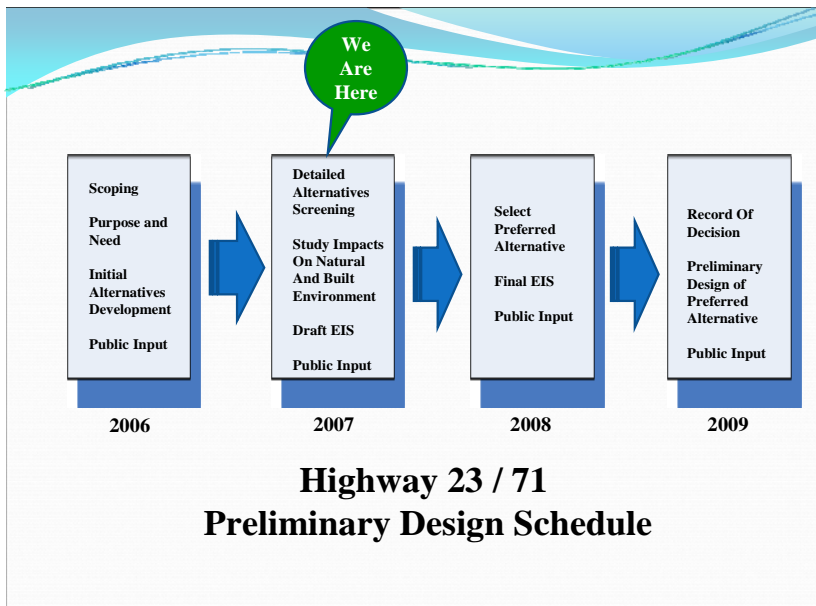 We
Are
Here
Scoping
Purpose and
Need
Initial
Alternatives
Development
Public Input
2006
Detailed
Alternatives
Screening
Study Impacts
On Natural
And Built
Environment
Draft EIS
Public Input
2007
Select
Preferred
Alternative
Final EIS
Public Input
2008
Record Of
Decision
Preliminary
Design of
Preferred
Alternative
Public Input
2009
Highway 23 / 71
Preliminary Design Schedule